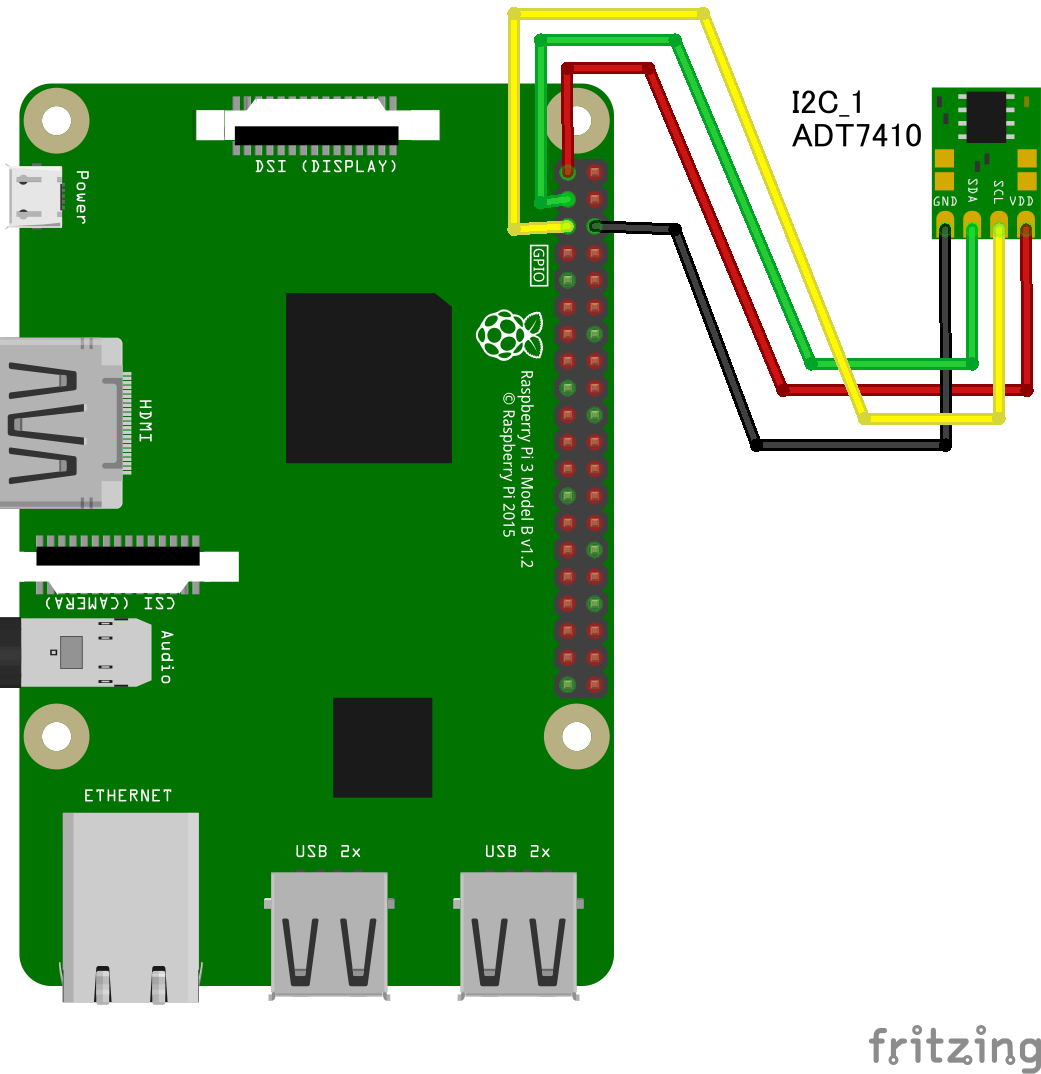 I2C_1
ADT7410
DSI (DISPLAY)
Power
SDA
SCL
GND
VDD
GPIO
HDMI
Raspberry Pi 3 Model B v1.2
© Raspberry Pi 2015
CSI (CAMERA)
Audio
ETHERNET
USB 2x
USB 2x
fritzing